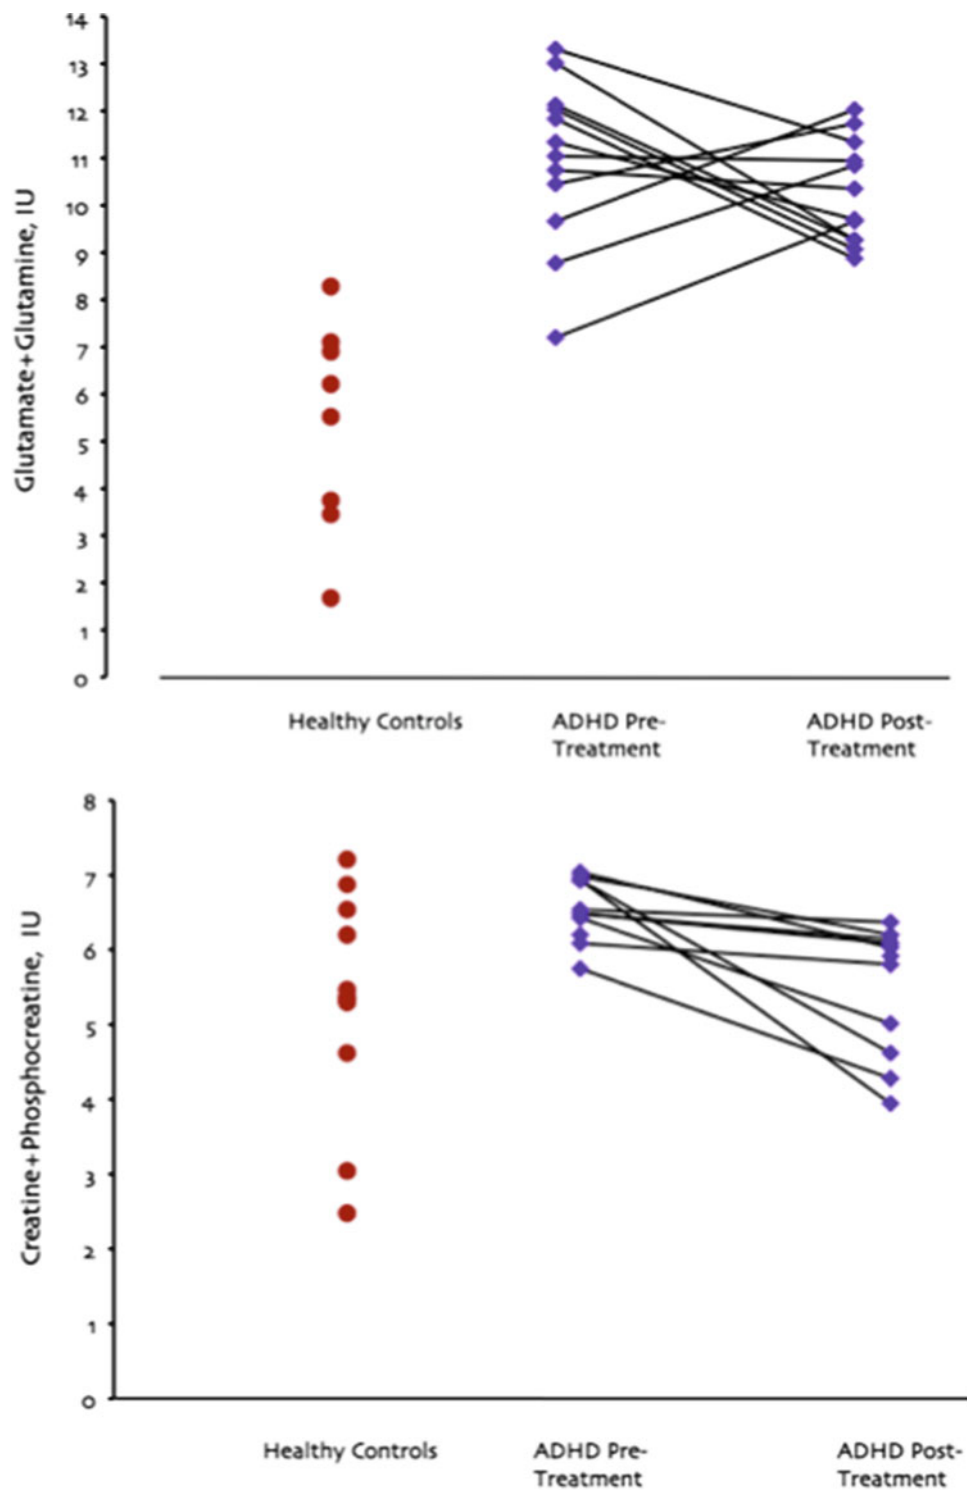 14
13
12
11
10
9
8
7
6
5
4
3
2
1
0
Glutamate+Glutamine, IU
Healthy Controls
ADHD Pre-
Treatment
ADHD Post-
Treatment
8
7
6
5
4
3
2
1
0
Creatine+Phosphocreatine, IU
Healthy Controls
ADHD Pre-
Treatment
ADHD Post-
Treatment